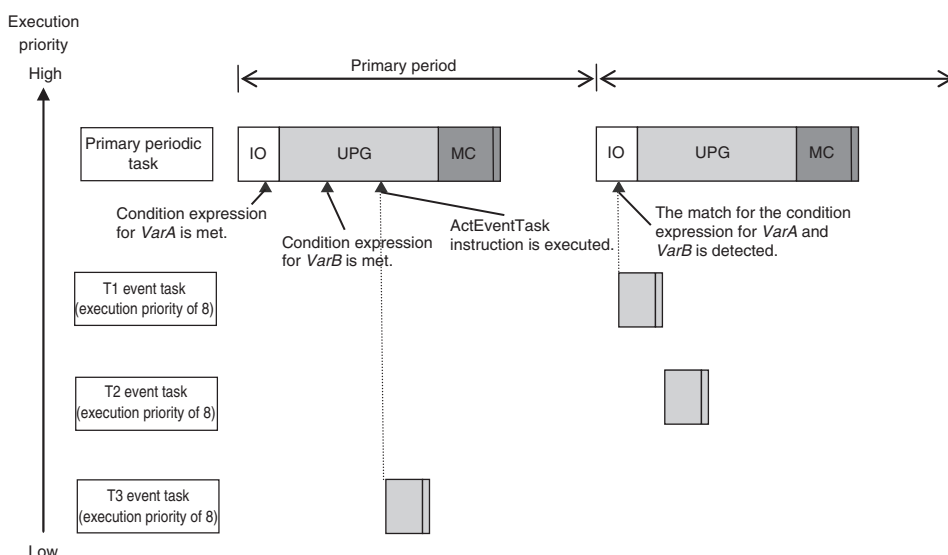 Execution
priority
High
Primary period
Primary periodic
task
IO
UPG
MC
IO
UPG
MC
Condition expression
for VarA is met.
Condition expression
for VarB is met.
ActEventTask
instruction is executed.
The match for the condition
expression for VarA and
VarB is detected.
T1 event task
(execution priority of 8)
T2 event task
(execution priority of 8)
T3 event task
(execution priority of 8)
Low